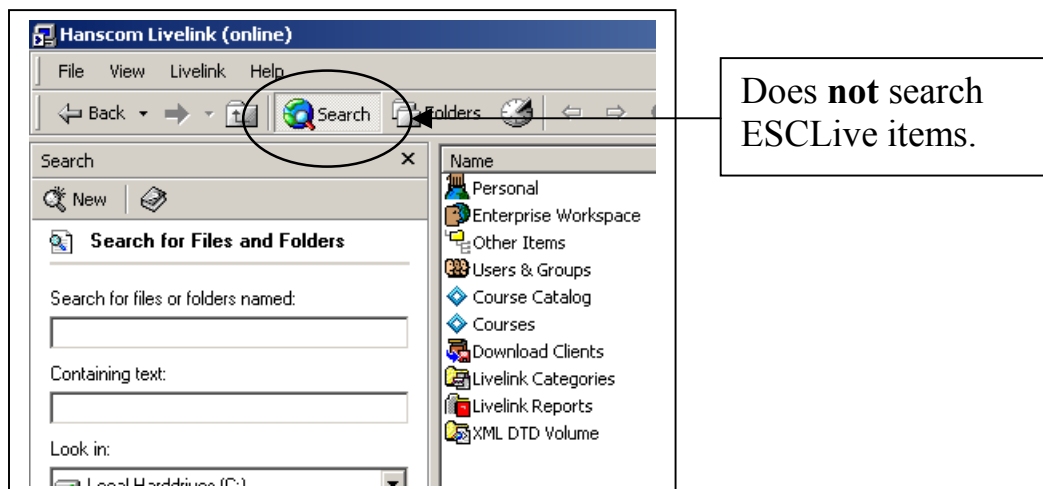 Hanscom Livelink (online)
File View Livelink Help
Back Search Folders
Does not search
ESCLive items.
Search
New
Search for Files and Folders
Search for files or folders named:
Containing text:
Look in:
Local Harddrives (C:)
Name
Personal
Enterprise Workspace
Other Items
Users & Groups
Course Catalog
Courses
Download Clients
Livelink Categories
Livelink Reports
XML DTD Volume